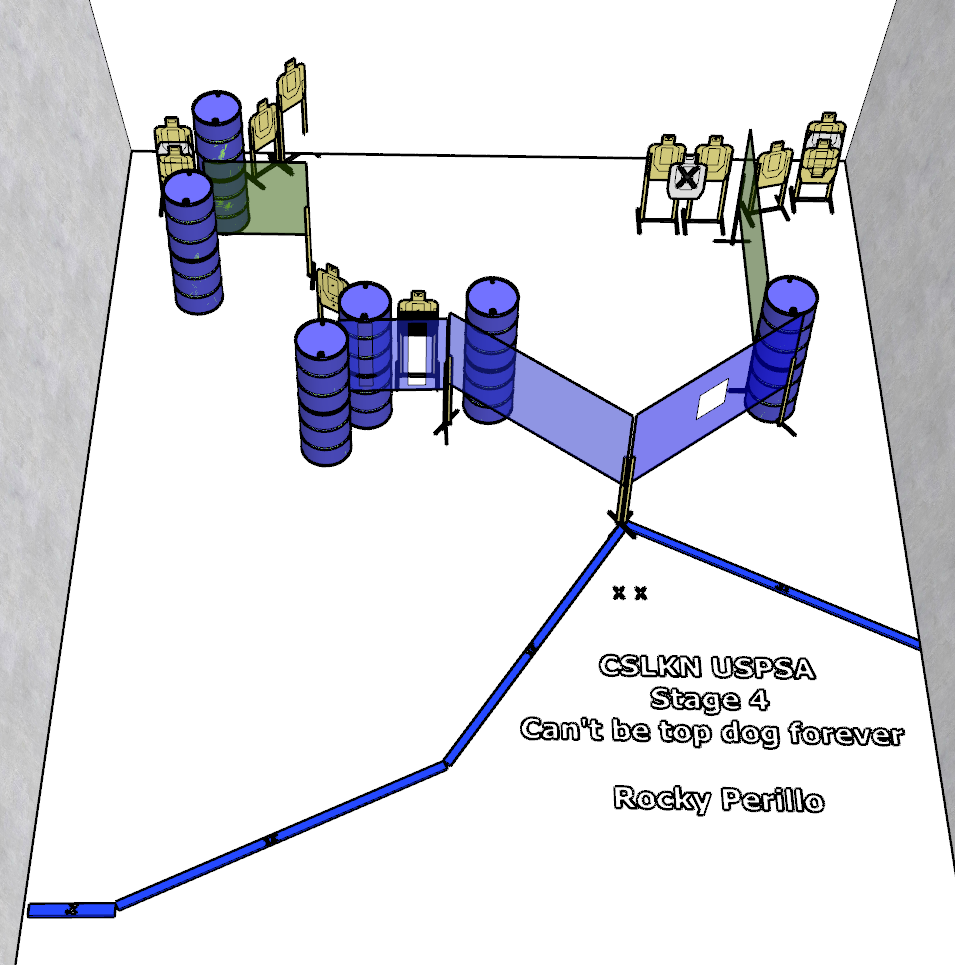 X X
CSLKN USPSA
Stage 4
Can't be top dog forever
Rocky Perillo